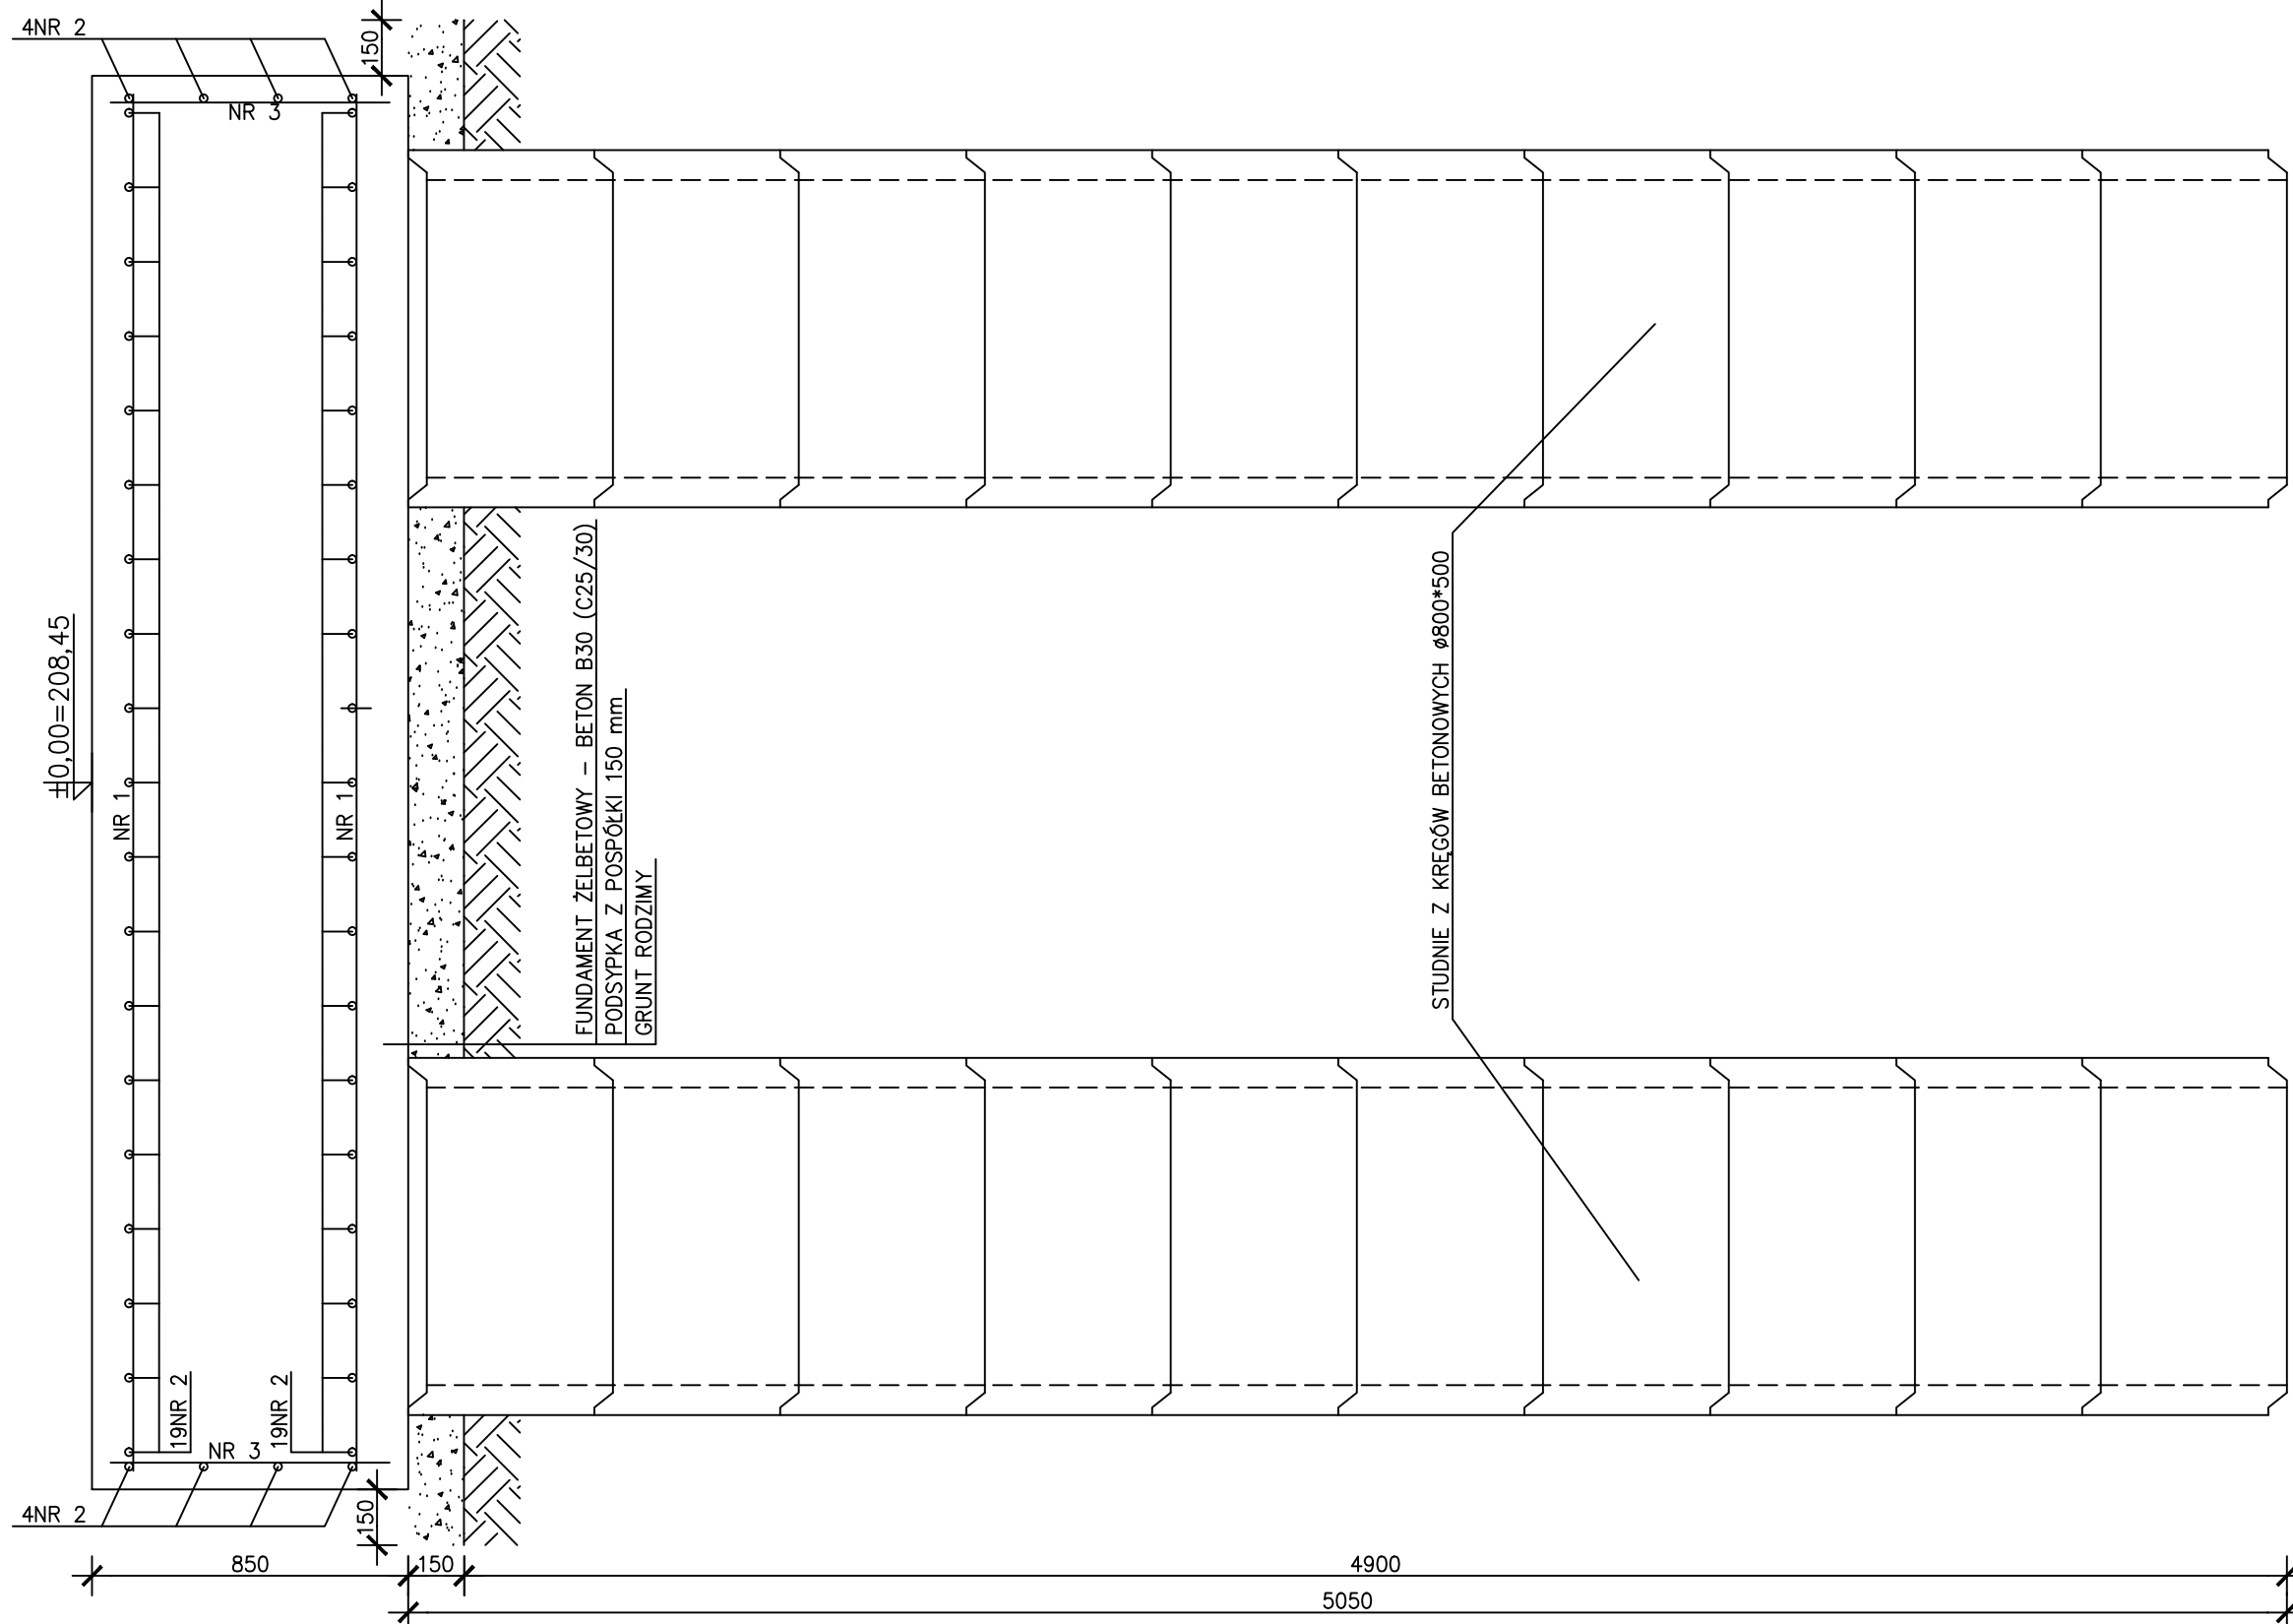 4NR 2
150
NR 3
±0,00=208,45
NR 1
NR 1
FUNDAMENT ŻELBETOWY – BETON B30 (C25/30)
PODSYPKA Z POSPÓŁKI 150 mm
GRUNT RODZIMY
STUDNIE Z KRĘGÓW BETONOWYCH ø800*500
19NR 2
19NR 2
NR 3
4NR 2
150
850
150
4900
5050